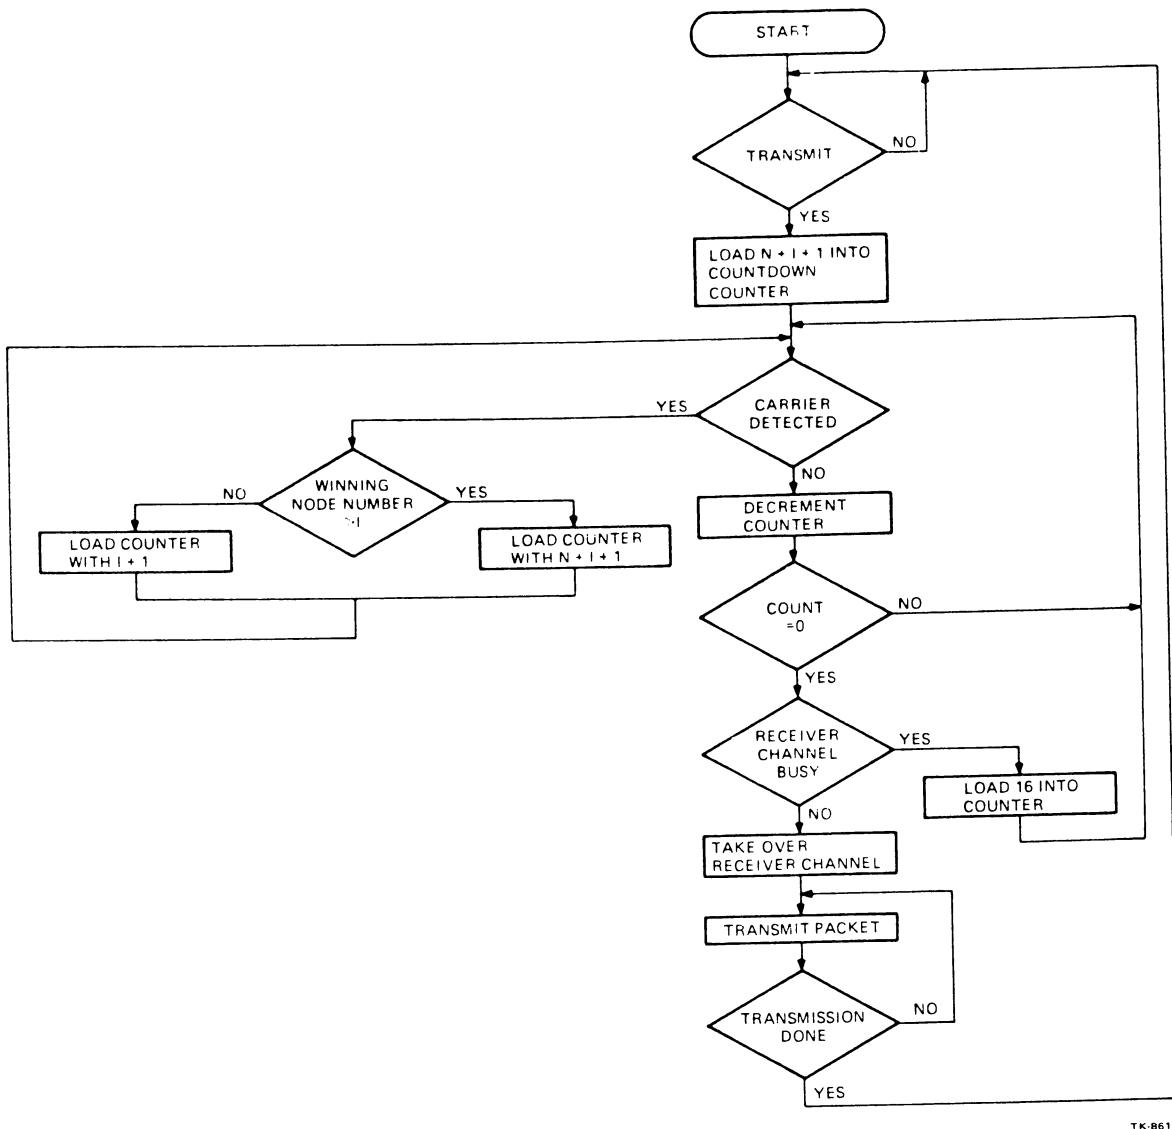 START
TRANSMIT
NO
YES
LOAD N + I + 1 INTO
COUNTDOWN
COUNTER
CARRIER
DETECTED
YES
NO
WINNING
NODE NUMBER
NO
YES
LOAD COUNTER
WITH I + 1
LOAD COUNTER
WITH N + I + 1
DECREMENT
COUNTER
COUNT
=0
NO
YES
RECEIVER
CHANNEL
BUSY
YES
NO
LOAD 16 INTO
COUNTER
TAKE OVER
RECEIVER CHANNEL
TRANSMIT PACKET
TRANSMISSION
DONE
NO
YES
TK-861